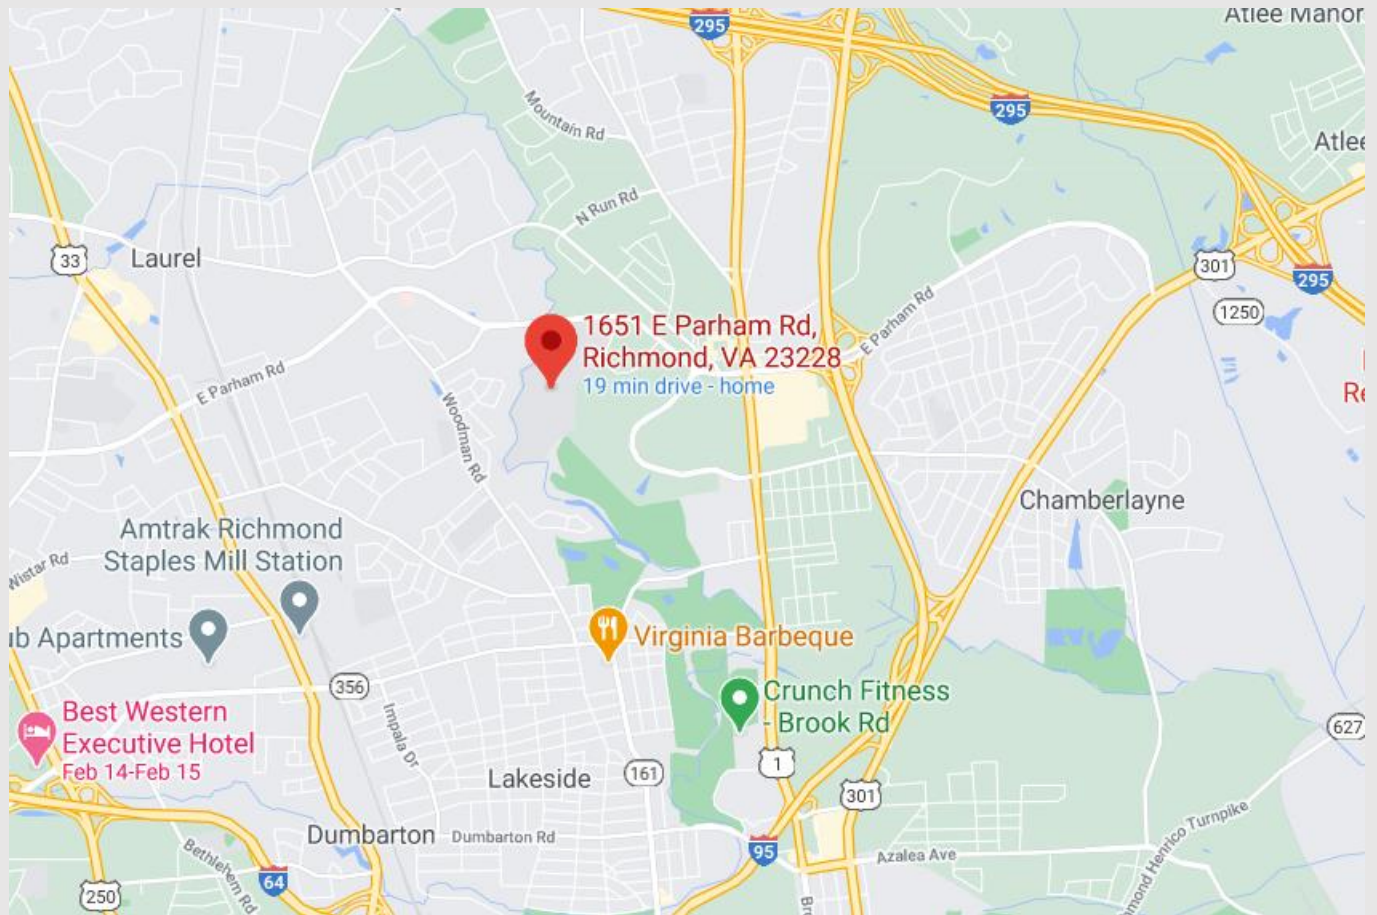 Atlee Manor
295
295
Mountain Rd
N Run Rd
33
Laurel
301
295
1250
1651 E Parham Rd,
Richmond, VA 23228
19 min drive - home
E Parham Rd
E Parham Rd
Woodman Rd
Chamberlayne
Amtrak Richmond
Staples Mill Station
Wistar Rd
Apartments
Virginia Barbeque
356
Crunch Fitness
- Brook Rd
Best Western
Executive Hotel
Feb 14-Feb 15
Impala Dr
627
Lakeside
161
1
301
Dumbarton
Dumbarton Rd
95
Azalea Ave
Henrico Turnpike
Bethlehem Rd
64
250